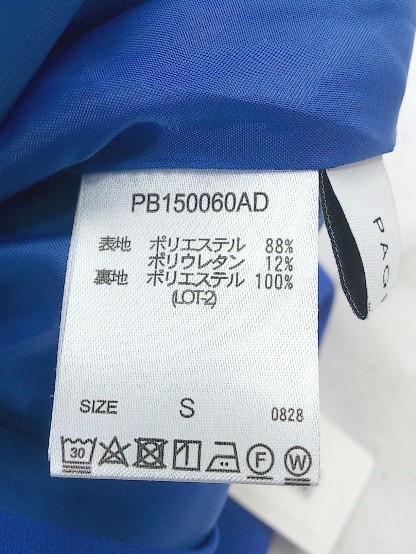 PB150060AD
表地 ポリエステル 88%
ポリウレタン 12%
裏地 ポリエステル 100%
(LOT-2)
SIZE S 0828
30 F W
PAGI